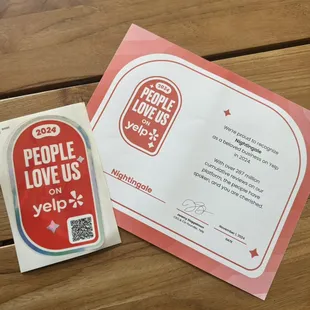 2024
PEOPLE
LOVE US
ON
yelp
2024
PEOPLE
LOVE US
ON
yelp
Nightingale
We're proud to recognize
Nightingale
as a beloved business on Yelp
in 2024.
With over 287 million
cumulative reviews on our
platform, the people have
spoken, and you are cherished.